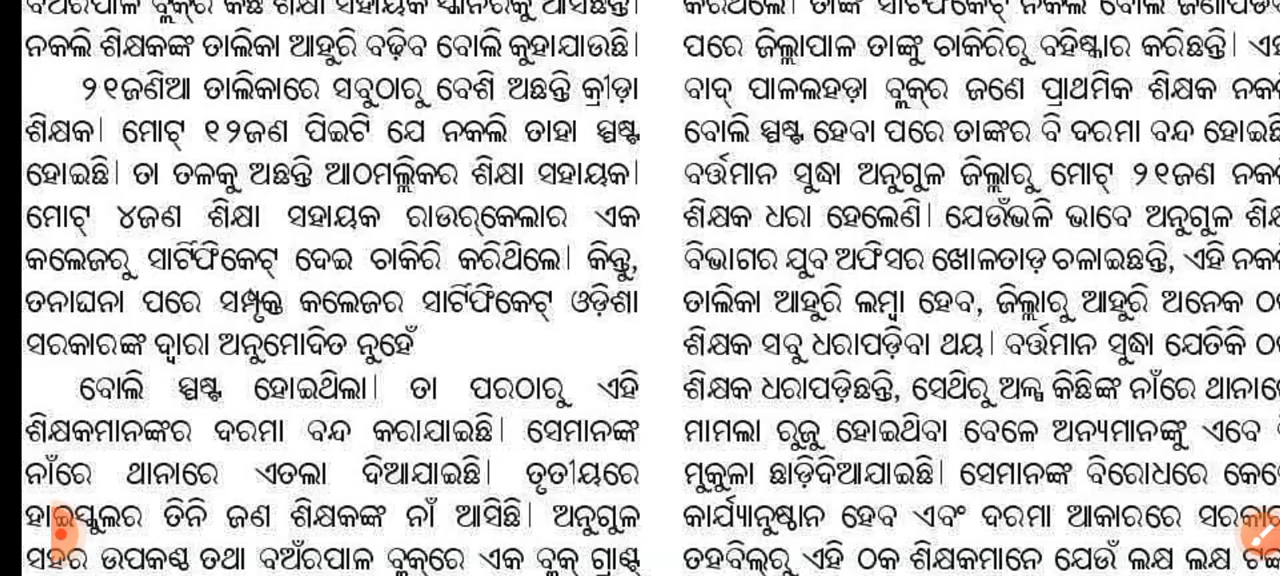 ନକଲି ଶିକ୍ଷକଙ୍କ ତାଲିକା ଆହୁରି ବଢ଼ିବ ବୋଲି କୁହାଯାଉଛି।
୨୧ଜଣିଆ ତାଲିକାରେ ସବୁଠାରୁ ବେଶି ଅଛନ୍ତି କ୍ରୀଡ଼ା
ଶିକ୍ଷକ। ମୋଟ୍ ୧୨ଜଣ ପିଇଟି ଯେ ନକଲି ତାହା ସ୍ପଷ୍ଟ
ହୋଇଛି। ତା ତଳକୁ ଅଛନ୍ତି ଆଠମଲ୍ଲିକର ଶିକ୍ଷା ସହାୟକ।
ମୋଟ୍ ୪ଜଣ ଶିକ୍ଷା ସହାୟକ ରାଉର୍‌କେଲାର ଏକ
କଲେଜରୁ ସାର୍ଟିଫିକେଟ୍ ଦେଇ ଚାକିରି କରିଥିଲେ। କିନ୍ତୁ,
ତନାଘନା ପରେ ସମ୍ପୃକ୍ତ କଲେଜର ସାର୍ଟିଫିକେଟ୍ ଓଡ଼ିଶା
ସରକାରଙ୍କ ଦ୍ୱାରା ଅନୁମୋଦିତ ନୁହେଁ
ବୋଲି ସ୍ପଷ୍ଟ ହୋଇଥିଲା। ତା ପରଠାରୁ ଏହି
ଶିକ୍ଷକମାନଙ୍କର ଦରମା ବନ୍ଦ କରାଯାଇଛି। ସେମାନଙ୍କ
ନାଁରେ ଥାନାରେ ଏତଲା ଦିଆଯାଇଛି। ତୃତୀୟରେ
ହାଇସ୍କୁଲର ତିନି ଜଣ ଶିକ୍ଷକଙ୍କ ନାଁ ଆସିଛି। ଅନୁଗୁଳ
ସହର ଉପକଣ୍ଠ ତଥା ବଅଁରପାଳ ବ୍ଲକ୍‌ରେ ଏକ ବ୍ଲକ୍ ଗ୍ରାଣ୍ଟ
ପରେ ଜିଲ୍ଲାପାଳ ତାଙ୍କୁ ଚାକିରିରୁ ବହିଷ୍କାର କରିଛନ୍ତି।
ବାଦ୍ ପାଳଲହଡ଼ା ବ୍ଲକ୍‌ର ଜଣେ ପ୍ରାଥମିକ ଶିକ୍ଷକ
ବୋଲି ସ୍ପଷ୍ଟ ହେବା ପରେ ତାଙ୍କର ବି ଦରମା ବନ୍ଦ
ବର୍ତ୍ତମାନ ସୁଦ୍ଧା ଅନୁଗୁଳ ଜିଲ୍ଲାରୁ ମୋଟ୍ ୨୧ଜଣ
ଶିକ୍ଷକ ଧରା ହେଲେଣି। ଯେଉଁଭଳି ଭାବେ ଅନୁଗୁଳ
ବିଭାଗର ଯୁବ ଅଫିସର ଖୋଳତାଡ଼ ଚଳାଇଛନ୍ତି, ଏହି
ତାଲିକା ଆହୁରି ଲମ୍ବା ହେବ, ଜିଲ୍ଲାରୁ ଆହୁରି ଅନେକ
ଶିକ୍ଷକ ସବୁ ଧରାପଡ଼ିବା ଥୟ। ବର୍ତ୍ତମାନ ସୁଦ୍ଧା ଯେତିକି
ଶିକ୍ଷକ ଧରାପଡ଼ିଛନ୍ତି, ସେଥିରୁ ଅଳ୍ପ କିଛିଙ୍କ ନାଁରେ
ମାମଲା ରୁଜୁ ହୋଇଥିବା ବେଳେ ଅନ୍ୟମାନଙ୍କୁ ଏବେ
ମୁକୁଳା ଛାଡ଼ିଦିଆଯାଇଛି। ସେମାନଙ୍କ ବିରୋଧରେ
କାର୍ଯ୍ୟାନୁଷ୍ଠାନ ହେବ ଏବଂ ଦରମା ଆକାରରେ
ତହବିଲ୍‌ରୁ ଏହି ଠକ ଶିକ୍ଷକମାନେ ଯେଉଁ ଲକ୍ଷ ଲକ୍ଷ